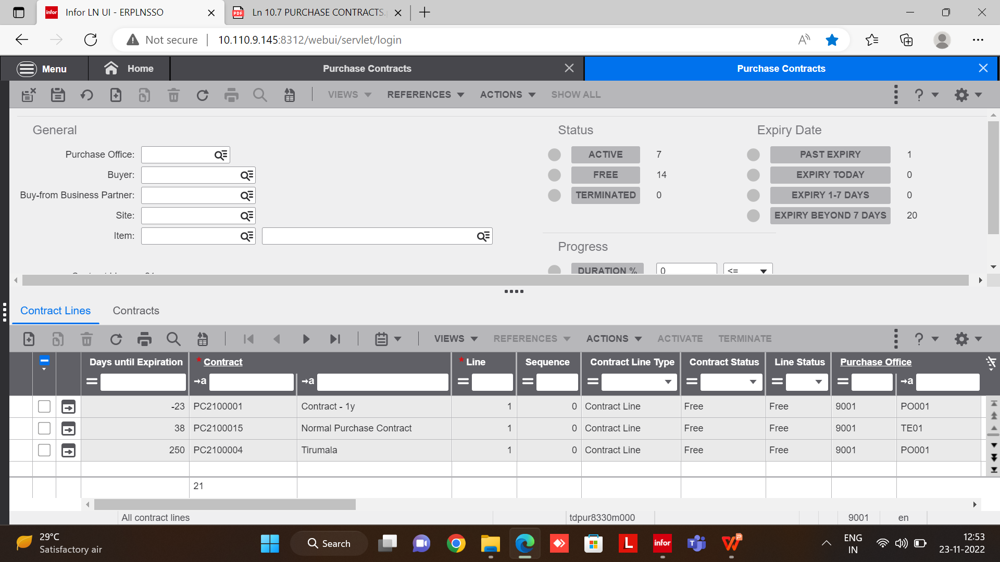 Infor LN UI - ERPLNSSO
Ln 10.7 PURCHASE CONTRACTS.
Not secure
10.110.9.145:8312/webui/servlet/login
Menu
Home
Purchase Contracts
Purchase Contracts
VIEWS
REFERENCES
ACTIONS
SHOW ALL
General
Purchase Office:
Buyer:
Buy-from Business Partner:
Site:
Item:
Status
ACTIVE 7
FREE 14
TERMINATED 0
Expiry Date
PAST EXPIRY 1
EXPIRY TODAY 0
EXPIRY 1-7 DAYS 0
EXPIRY BEYOND 7 DAYS 20
Progress
DURATION % 0 <=
Contract Lines
Contracts
VIEWS REFERENCES ACTIONS ACTIVATE TERMINATE
Days until Expiration * Contract * Line Sequence Contract Line Type Contract Status Line Status Purchase Office
-23 PC2100001 Contract - 1y 1 0 Contract Line Free Free 9001 PO001
38 PC2100015 Normal Purchase Contract 1 0 Contract Line Free Free 9001 TE01
250 PC2100004 Tirumala 1 0 Contract Line Free Free 9001 PO001
21
All contract lines tdpur8330m000 9001 en
29°C
Satisfactory air
Search
infor
ENG
IN
12:53
23-11-2022